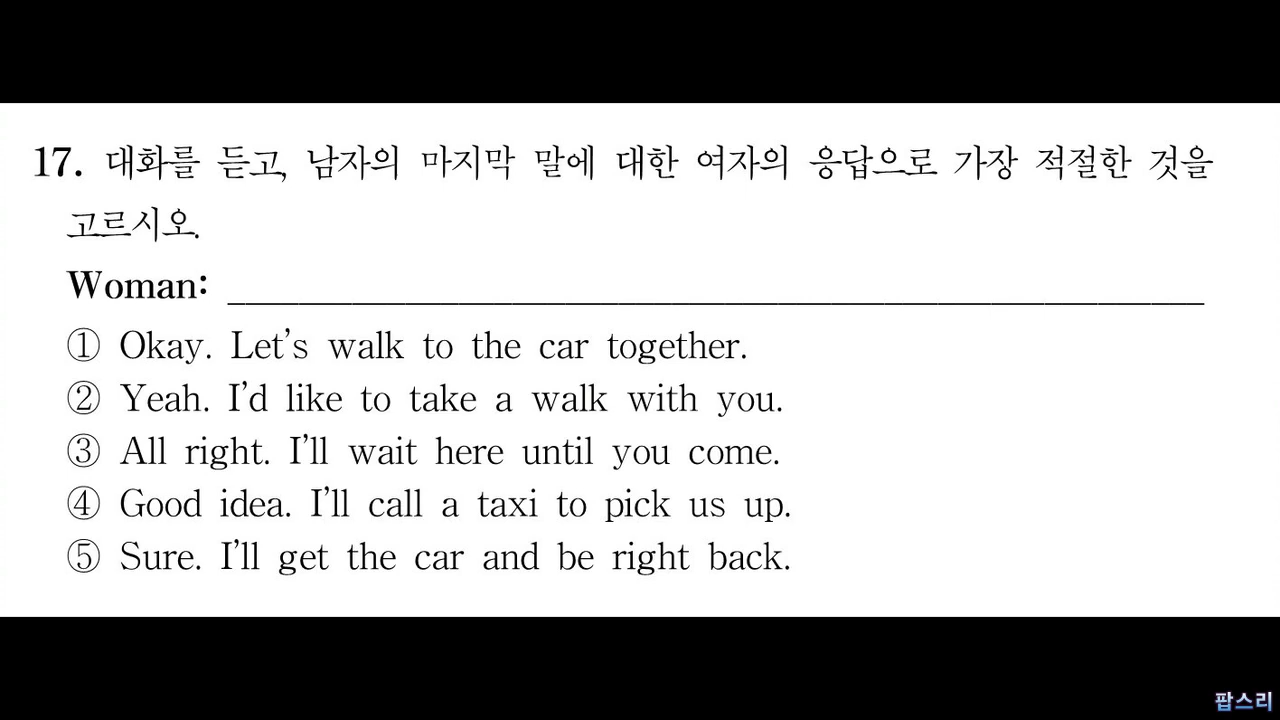 17. 대화를 듣고, 남자의 마지막 말에 대한 여자의 응답으로 가장 적절한 것을
고르시오.
Woman: ______________________________
① Okay. Let's walk to the car together.
② Yeah. I'd like to take a walk with you.
③ All right. I'll wait here until you come.
④ Good idea. I'll call a taxi to pick us up.
⑤ Sure. I'll get the car and be right back.
팝스리